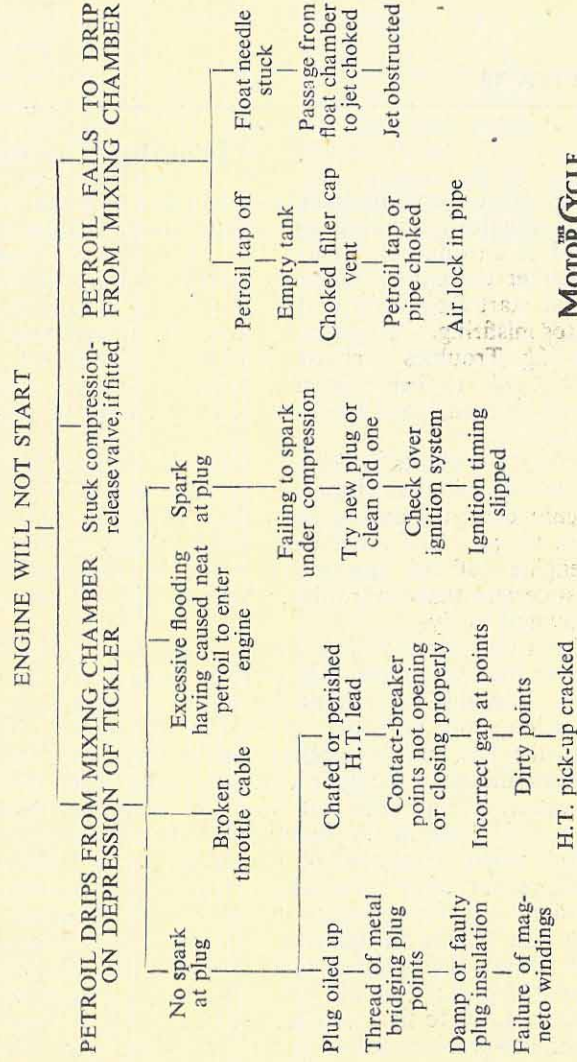 ENGINE WILL NOT START
PETROIL DRIPS FROM MIXING CHAMBER
ON DEPRESSION OF TICKLER
Stuck compression-
release valve, if fitted
PETROIL FAILS TO DRIP
FROM MIXING CHAMBER
No spark
at plug
Broken
throttle cable
Excessive flooding
having caused neat
petroil to enter
engine
Spark
at plug
Plug oiled up
Thread of metal
bridging plug
points
Damp or faulty
plug insulation
Failure of mag-
neto windings
Chafed or perished
H.T. lead
Contact-breaker
points not opening
or closing properly
Incorrect gap at points
Dirty points
H.T. pick-up cracked
Failing to spark
under compression
Try new plug or
clean old one
Check over
ignition system
Ignition timing
slipped
Petroil tap off
Empty tank
Choked filler cap
vent
Petroil tap or
pipe choked
Air lock in pipe
Float needle
stuck
Passage from
float chamber
to jet choked
Jet obstructed
THE
MOTOR CYCLE